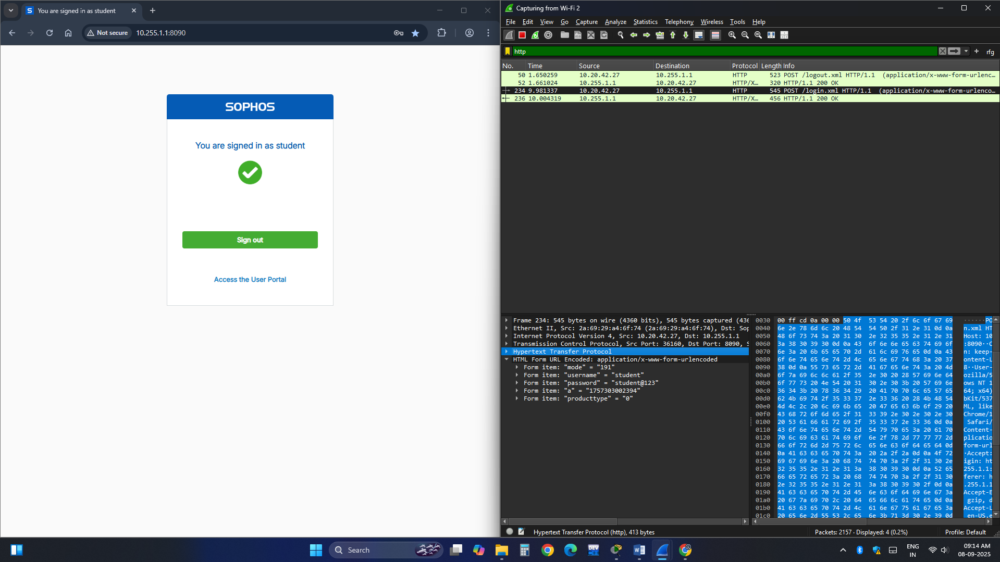 You are signed in as student
Not secure
10.255.1.1:8090
SOPHOS
You are signed in as student
Sign out
Access the User Portal
Capturing from Wi-Fi 2
File Edit View Go Capture Analyze Statistics Telephony Wireless Tools Help
http
rfg
No. Time Source Destination Protocol Length Info
50 1.650259 10.20.42.27 10.255.1.1 HTTP 523 POST /logout.xml HTTP/1.1 (application/x-www-form-urlenc…
52 1.661024 10.255.1.1 10.20.42.27 HTTP/X… 320 HTTP/1.1 200 OK
234 9.981337 10.20.42.27 10.255.1.1 HTTP 545 POST /login.xml HTTP/1.1 (application/x-www-form-urlenco…
236 10.004319 10.255.1.1 10.20.42.27 HTTP/X… 456 HTTP/1.1 200 OK
Frame 234: 545 bytes on wire (4360 bits), 545 bytes captured (436
Ethernet II, Src: 2a:69:29:a4:6f:74 (2a:69:29:a4:6f:74), Dst: Sop
Internet Protocol Version 4, Src: 10.20.42.27, Dst: 10.255.1.1
Transmission Control Protocol, Src Port: 36160, Dst Port: 8090, S
Hypertext Transfer Protocol
HTML Form URL Encoded: application/x-www-form-urlencoded
Form item: "mode" = "191"
Form item: "username" = "student"
Form item: "password" = "student@123"
Form item: "a" = "1757303002394"
Form item: "producttype" = "0"
0030 00 ff cd 0a 00 00 50 4f 53 54 20 2f 6c 6f 67 69 ······PO
0040 6e 2e 78 6d 6c 20 48 54 54 50 2f 31 2e 31 0d 0a n.xml HT
0050 48 6f 73 74 3a 20 31 30 2e 32 35 35 2e 31 2e 31 Host: 10
0060 3a 38 30 39 30 0d 0a 43 6f 6e 6e 65 63 74 69 6f :8090··C
0070 6e 3a 20 6b 65 65 70 2d 61 6c 69 76 65 0d 0a 43 n: keep-
0080 6f 6e 74 65 6e 74 2d 4c 65 6e 67 74 68 3a 20 37 ontent-L
0090 38 0d 0a 55 73 65 72 2d 41 67 65 6e 74 3a 20 4d 8··User-
00a0 6f 7a 69 6c 6c 61 2f 35 2e 30 20 28 57 69 6e 64 ozilla/5
00b0 6f 77 73 20 4e 54 20 31 30 2e 30 3b 20 57 69 6e ows NT 1
00c0 36 34 3b 20 78 36 34 29 20 41 70 70 6c 65 57 65 64; x64)
00d0 62 4b 69 74 2f 35 33 37 2e 33 36 20 28 4b 48 54 bKit/537
00e0 4d 4c 2c 20 6c 69 6b 65 20 47 65 63 6b 6f 29 20 ML, like
00f0 43 68 72 6f 6d 65 2f 31 33 39 2e 30 2e 30 2e 30 Chrome/1
0100 20 53 61 66 61 72 69 2f 35 33 37 2e 33 36 0d 0a Safari/
0110 43 6f 6e 74 65 6e 74 2d 54 79 70 65 3a 20 61 70 Content-
0120 70 6c 69 63 61 74 69 6f 6e 2f 78 2d 77 77 77 2d plicatio
0130 66 6f 72 6d 2d 75 72 6c 65 6e 63 6f 64 65 64 0d form-url
0140 0a 41 63 63 65 70 74 3a 20 2a 2f 2a 0d 0a 4f 72 ·Accept:
0150 69 67 69 6e 3a 20 68 74 74 70 3a 2f 2f 31 30 2e igin: ht
0160 32 35 35 2e 31 2e 31 3a 38 30 39 30 0d 0a 52 65 255.1.1:
0170 66 65 72 65 72 3a 20 68 74 74 70 3a 2f 2f 31 30 ferer: h
0180 2e 32 35 35 2e 31 2e 31 3a 38 30 39 30 2f 0d 0a .255.1.1
0190 41 63 63 65 70 74 2d 45 6e 63 6f 64 69 6e 67 3a Accept-E
01a0 20 67 7a 69 70 2c 20 64 65 66 6c 61 74 65 0d 0a gzip, d
01b0 41 63 63 65 70 74 2d 4c 61 6e 67 75 61 67 65 3a Accept-L
01c0 20 65 6e 2d 55 53 2c 65 6e 3b 71 3d 30 2e 39 0d en-US,e
Hypertext Transfer Protocol (http), 413 bytes
Packets: 2157 · Displayed: 4 (0.2%)
Profile: Default
Search
DEV
ENG
IN
09:14 AM
08-09-2025